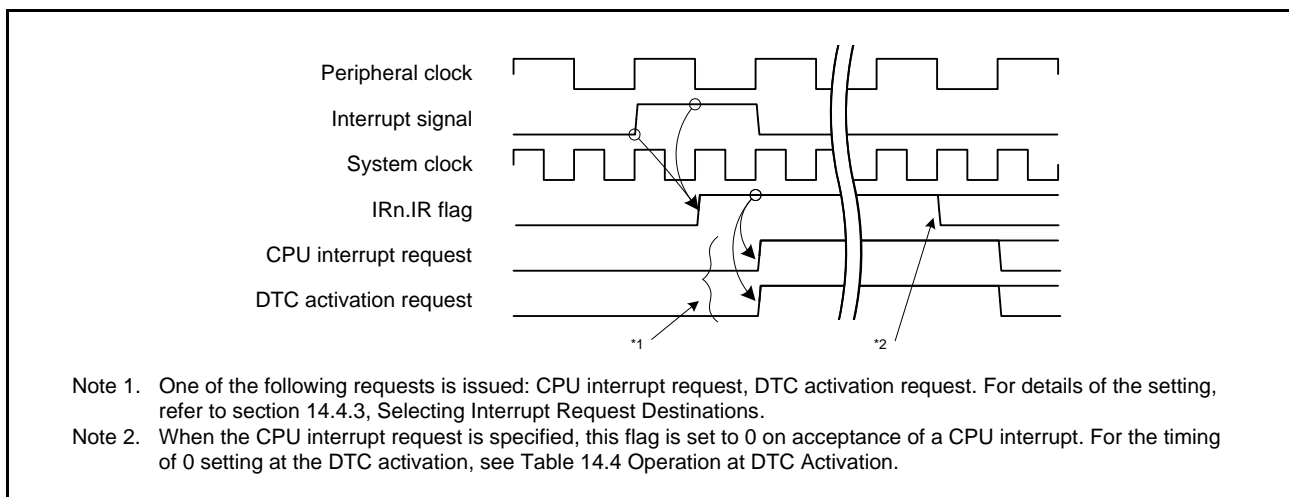 Peripheral clock
Interrupt signal
System clock
IRn.IR flag
CPU interrupt request
DTC activation request
*1
*2
Note 1. One of the following requests is issued: CPU interrupt request, DTC activation request. For details of the setting,
refer to section 14.4.3, Selecting Interrupt Request Destinations.
Note 2. When the CPU interrupt request is specified, this flag is set to 0 on acceptance of a CPU interrupt. For the timing
of 0 setting at the DTC activation, see Table 14.4 Operation at DTC Activation.